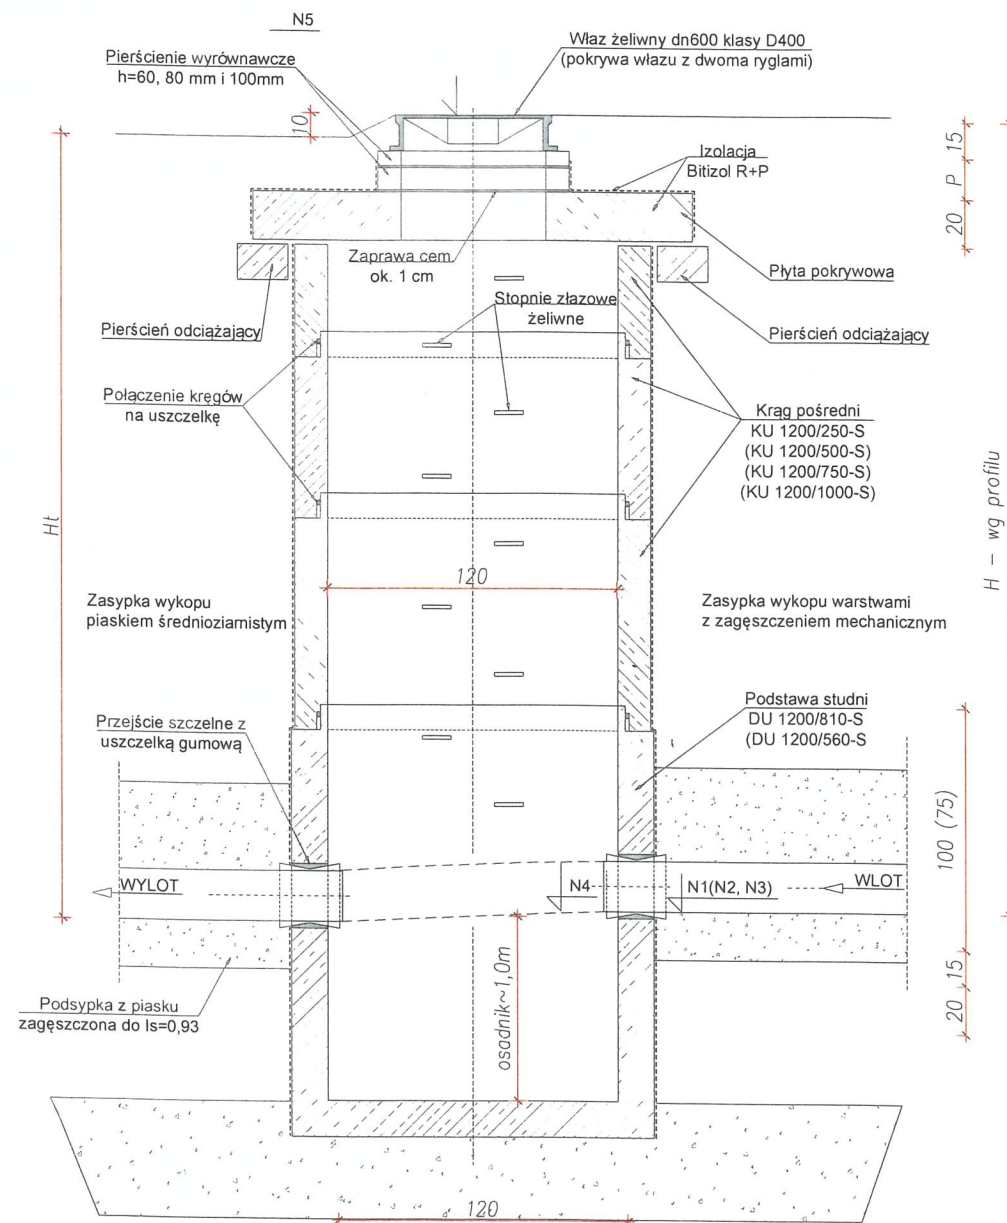 N5
Pierścienie wyrównawcze
h=60, 80 mm i 100mm
Właz żeliwny dn600 klasy D400
(pokrywa włazu z dwoma ryglami)
10
15
P
20
Izolacja
Bitizol R+P
Zaprawa cem
ok. 1 cm
Płyta pokrywowa
Stopnie złazowe
żeliwne
Pierścień odciążający
Pierścień odciążający
Połączenie kręgów
na uszczelkę
Krąg pośredni
KU 1200/250-S
(KU 1200/500-S)
(KU 1200/750-S)
(KU 1200/1000-S)
Ht
H – wg profilu
120
Zasypka wykopu
piaskiem średnioziarnistym
Zasypka wykopu warstwami
z zagęszczeniem mechanicznym
Przejście szczelne z
uszczelką gumową
Podstawa studni
DU 1200/810-S
(DU 1200/560-S
100 (75)
WYLOT
N4
N1(N2, N3)
WLOT
osadnik~1,0m
15
20
Podsypka z piasku
zagęszczona do Is=0,93
120